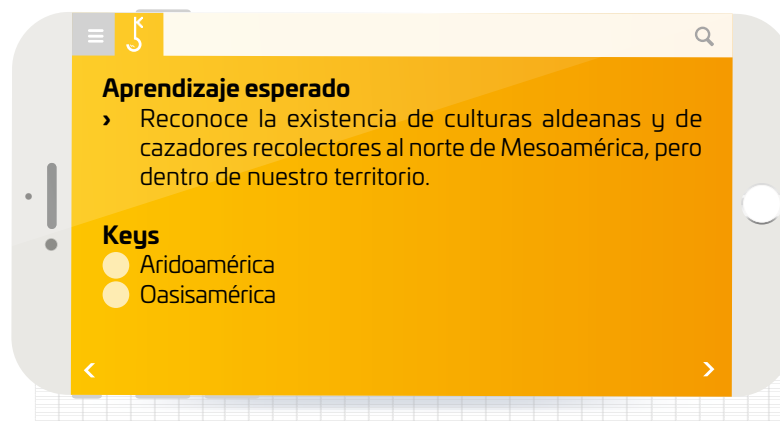 Aprendizaje esperado
› Reconoce la existencia de culturas aldeanas y de
cazadores recolectores al norte de Mesoamérica, pero
dentro de nuestro territorio.
Keys
Aridoamérica
Oasisamérica